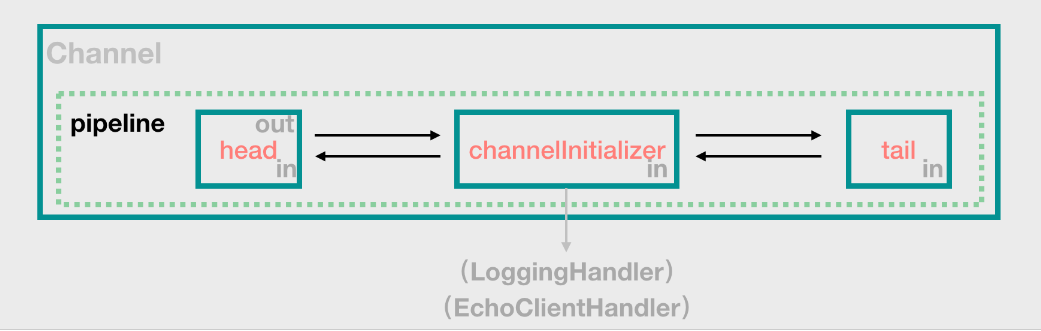 Channel
pipeline
out
head
in
channelInitializer
in
tail
in
(LoggingHandler)
(EchoClientHandler)